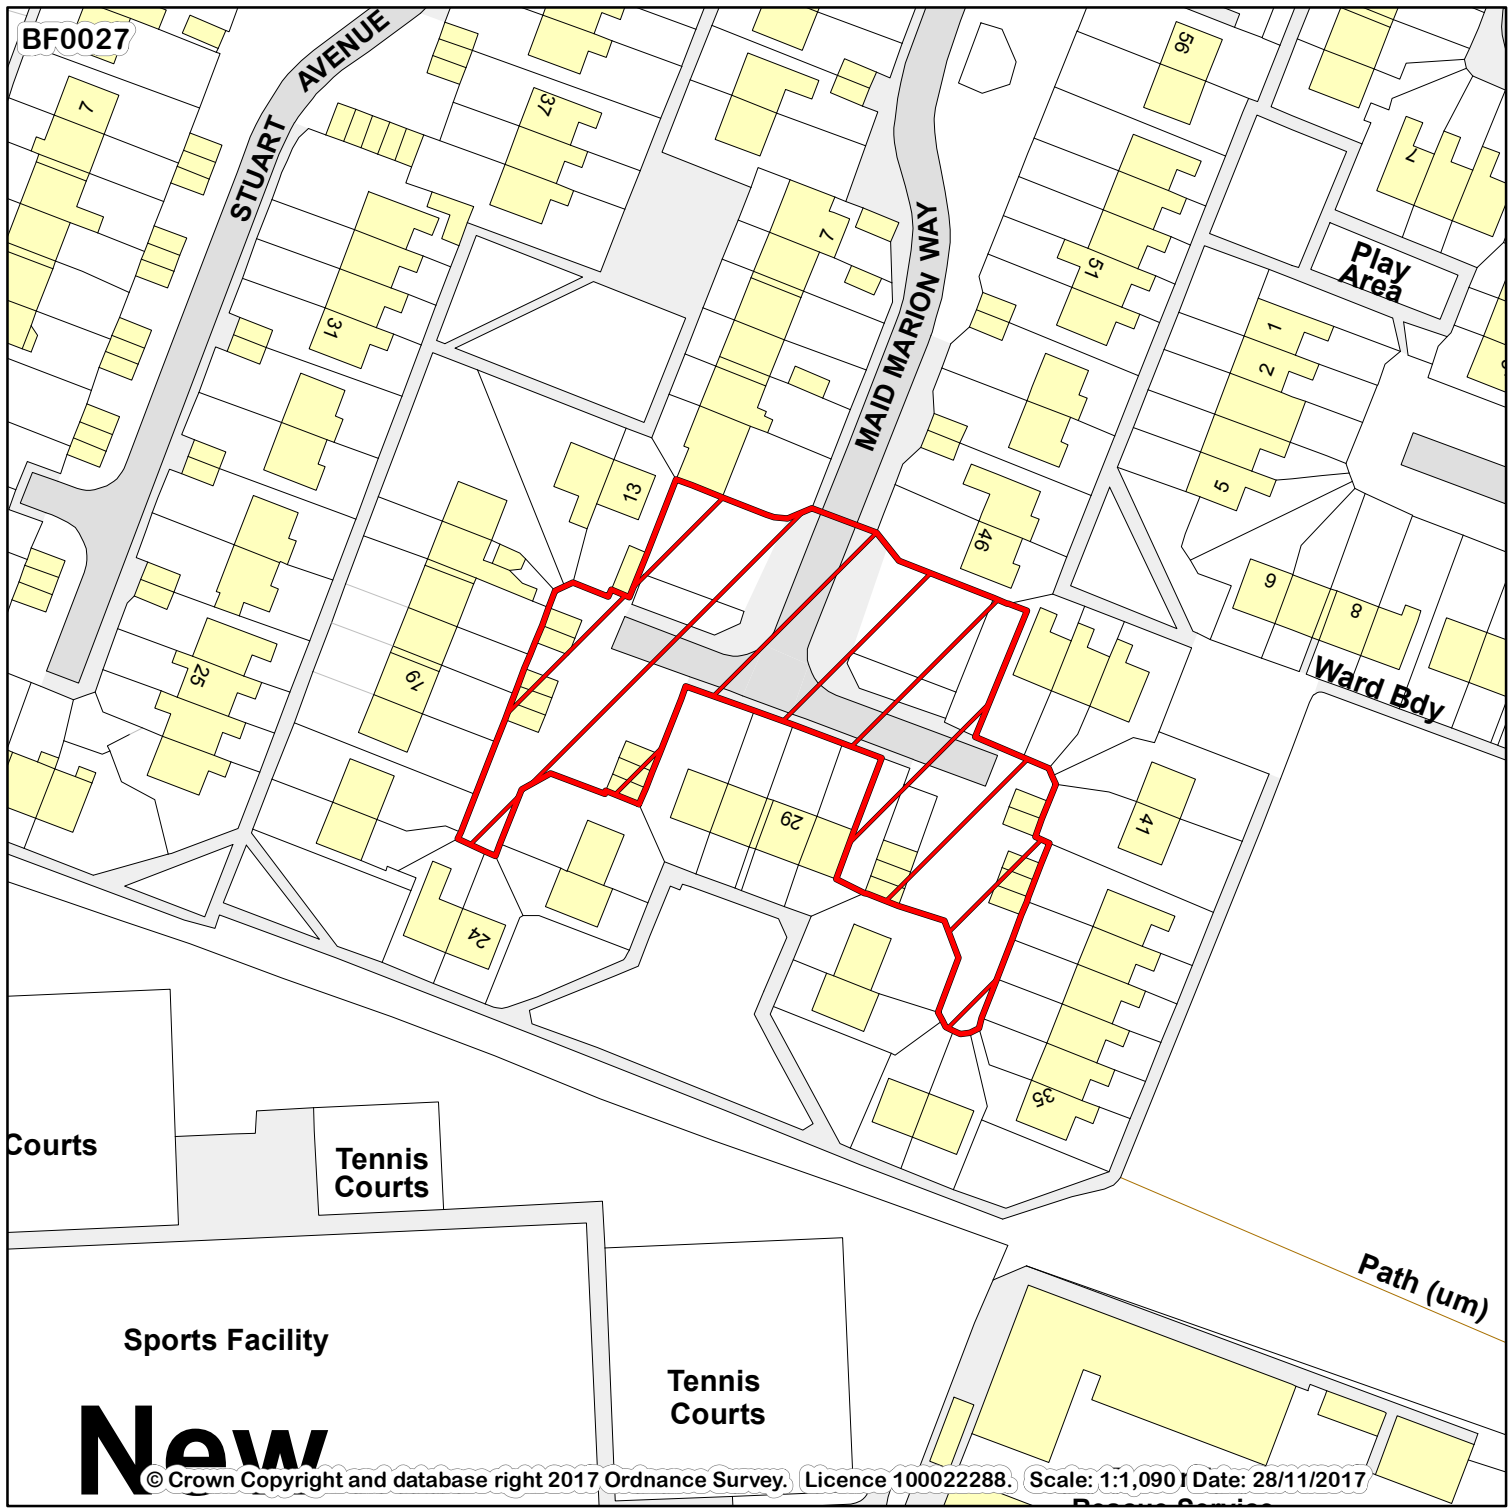 BF0027
STUART
AVENUE
7
37
56
7
7
Play
Area
MAID MARION WAY
51
31
1
2
5
13
46
9
8
25
19
Ward Bdy
29
41
24
35
Courts
Tennis
Courts
Path (um)
Sports Facility
Tennis
Courts
New
© Crown Copyright and database right 2017 Ordnance Survey. Licence 100022288. Scale: 1:1,090 Date: 28/11/2017
Rescue Service